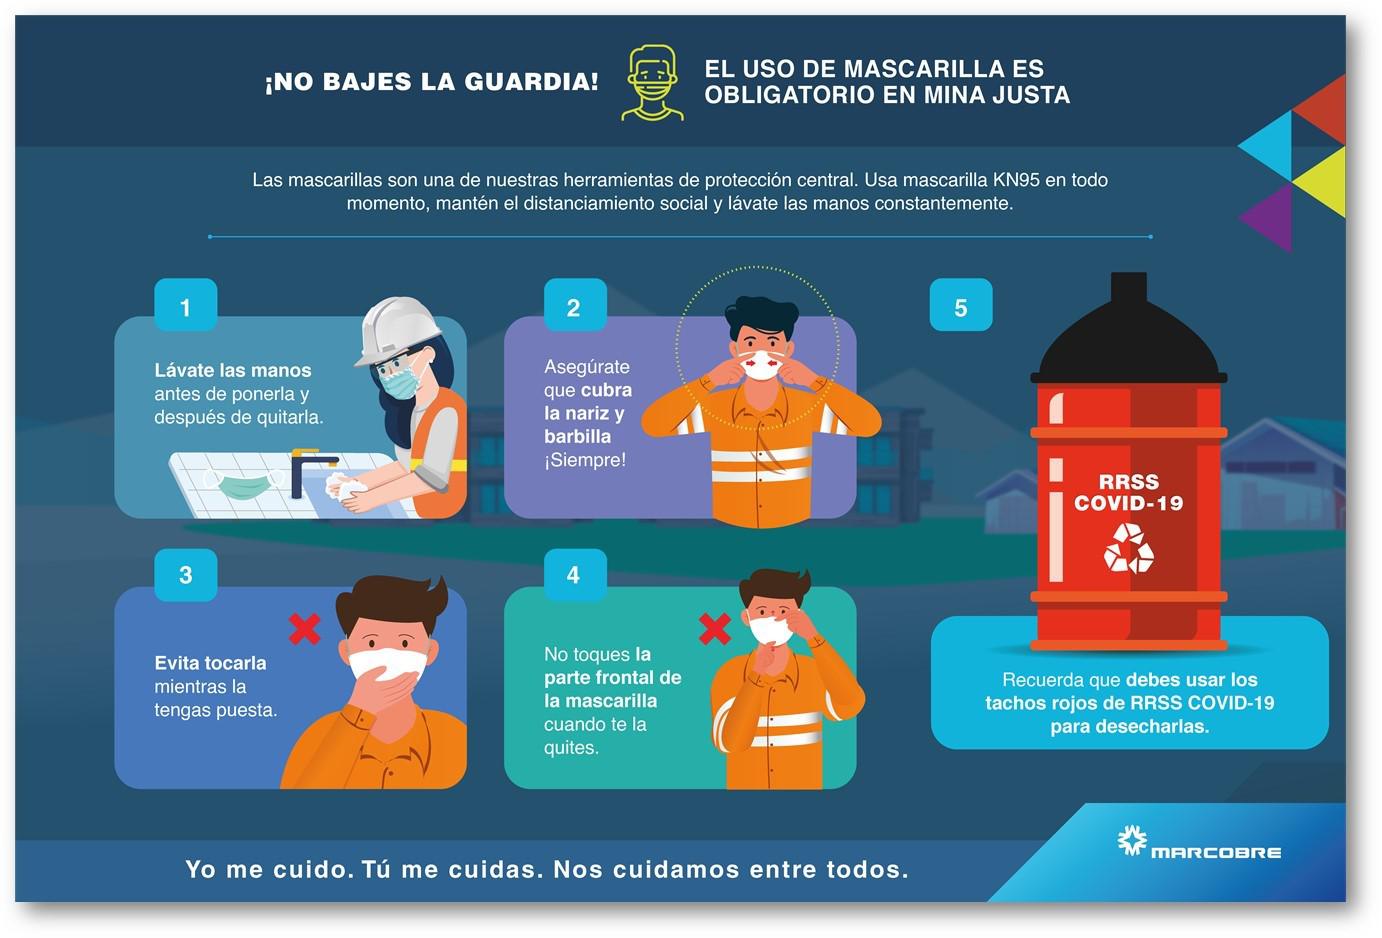 ¡NO BAJES LA GUARDIA!
EL USO DE MASCARILLA ES
OBLIGATORIO EN MINA JUSTA
Las mascarillas son una de nuestras herramientas de protección central. Usa mascarilla KN95 en todo
momento, mantén el distanciamiento social y lávate las manos constantemente.
1
Lávate las manos
antes de ponerla y
después de quitarla.
2
Asegúrate
que cubra
la nariz y
barbilla
¡Siempre!
3
Evita tocarla
mientras la
tengas puesta.
4
No toques la
parte frontal de
la mascarilla
cuando te la
quites.
5
RRSS
COVID-19
Recuerda que debes usar los
tachos rojos de RRSS COVID-19
para desecharlas.
Yo me cuido. Tú me cuidas. Nos cuidamos entre todos.
MARCOBRE